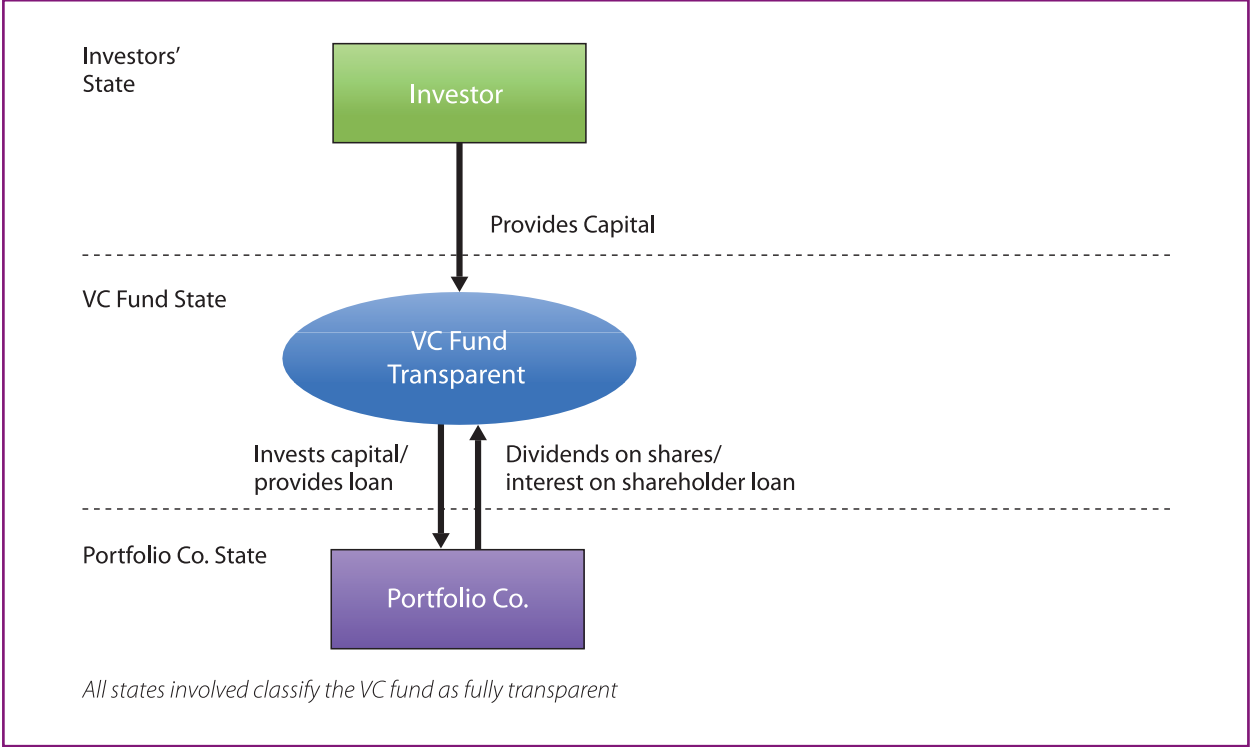 Investors’
State
Investor
Provides Capital
VC Fund State
VC Fund
Transparent
Invests capital/
provides loan
Dividends on shares/
interest on shareholder loan
Portfolio Co. State
Portfolio Co.
All states involved classify the VC fund as fully transparent